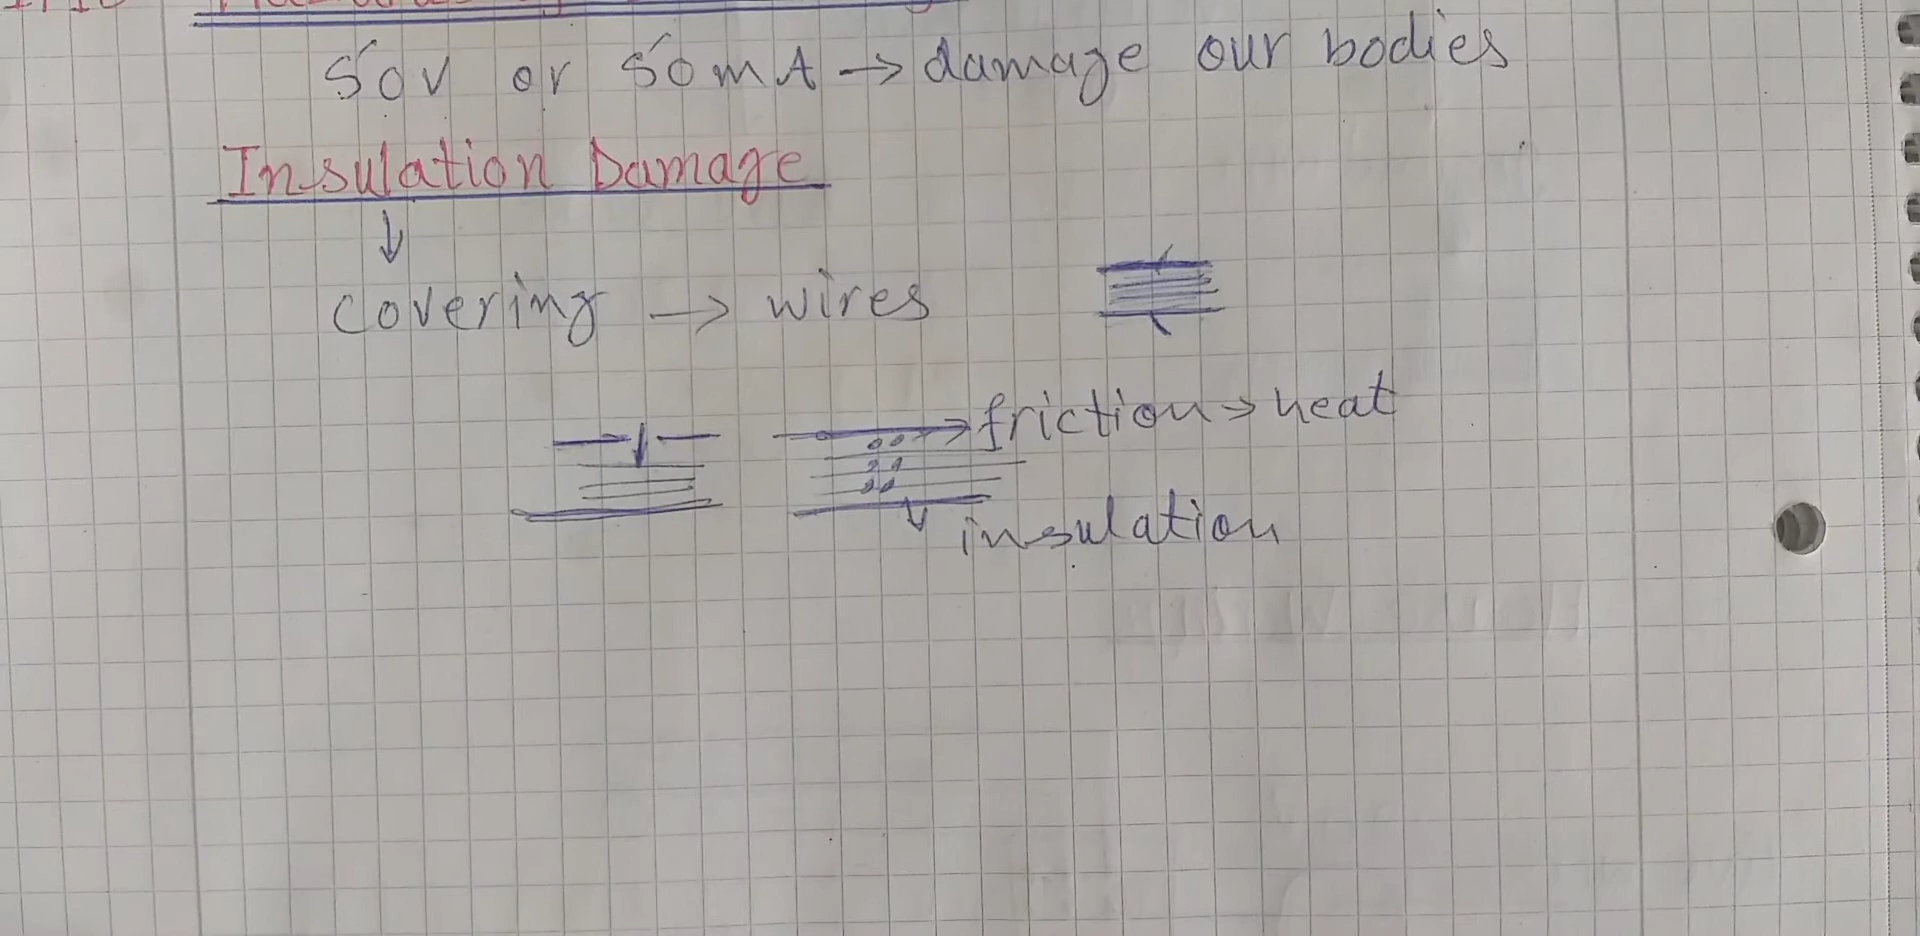 50V or 50mA → damage our bodies
Insulation Damage
↓
covering → wires
→ friction → heat
insulation